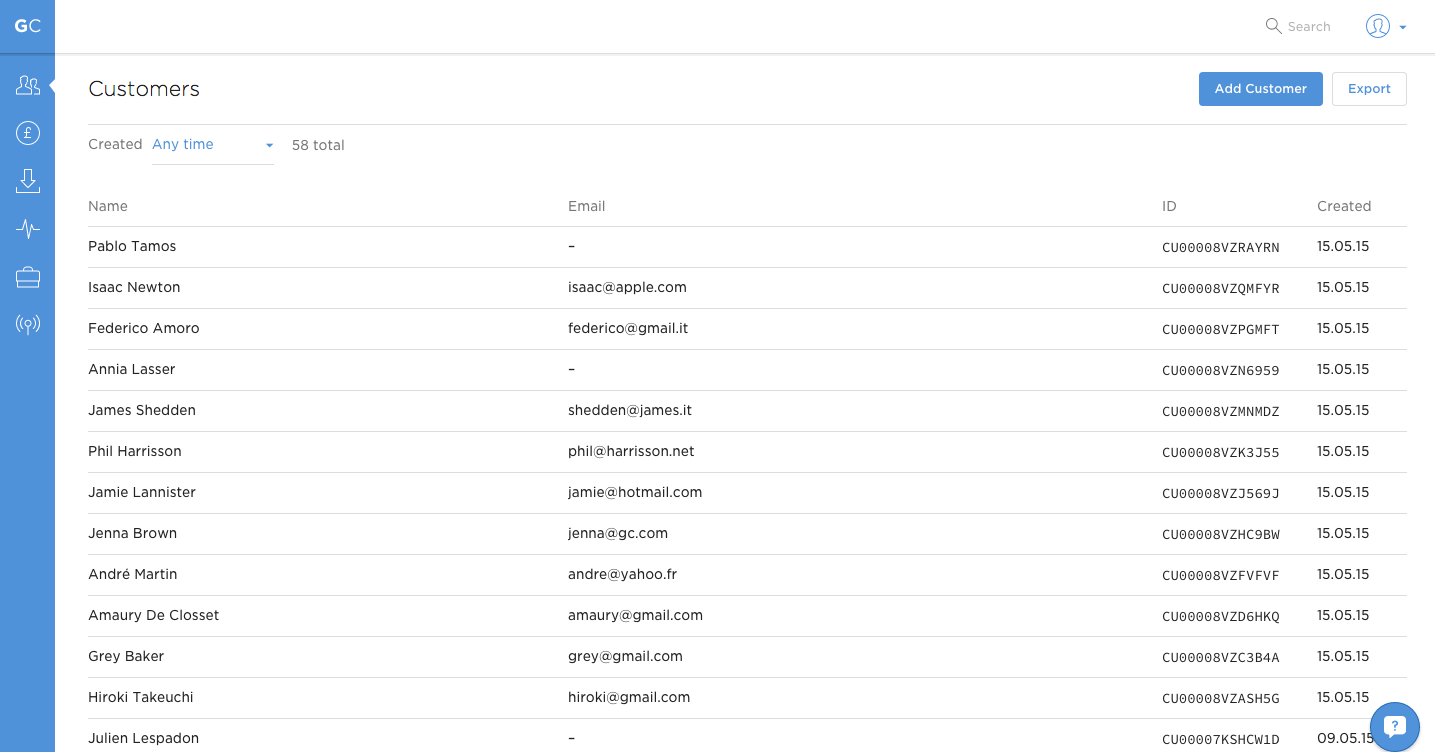 GC
Search
Customers
Add Customer Export
Created Any time 58 total
Name Email ID Created
Pablo Tamos – CU00008VZRAYRN 15.05.15
Isaac Newton isaac@apple.com CU00008VZQMFYR 15.05.15
Federico Amoro federico@gmail.it CU00008VZPGMFT 15.05.15
Annia Lasser – CU00008VZN6959 15.05.15
James Shedden shedden@james.it CU00008VZMNMDZ 15.05.15
Phil Harrisson phil@harrisson.net CU00008VZK3J55 15.05.15
Jamie Lannister jamie@hotmail.com CU00008VZJ569J 15.05.15
Jenna Brown jenna@gc.com CU00008VZHC9BW 15.05.15
André Martin andre@yahoo.fr CU00008VZFVFVF 15.05.15
Amaury De Closset amaury@gmail.com CU00008VZD6HKQ 15.05.15
Grey Baker grey@gmail.com CU00008VZC3B4A 15.05.15
Hiroki Takeuchi hiroki@gmail.com CU00008VZASH5G 15.05.15
Julien Lespadon – CU00007KSHCW1D 09.05.15